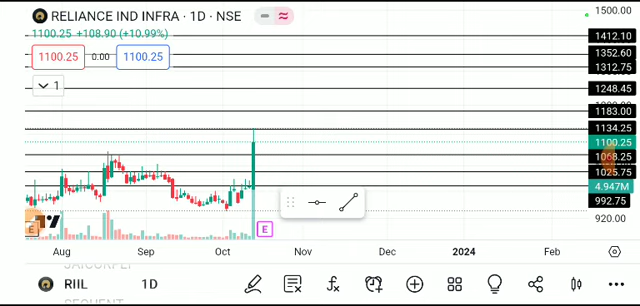 RELIANCE IND INFRA · 1D · NSE
1100.25 +108.90 (+10.99%)
1100.25 0.00 1100.25
1
1500.00
1412.10
1352.60
1312.75
1248.45
1183.00
1134.25
1100.25
1068.25
1025.75
4.947M
992.75
920.00
E
E
Aug Sep Oct Nov Dec 2024 Feb
RIIL 1D